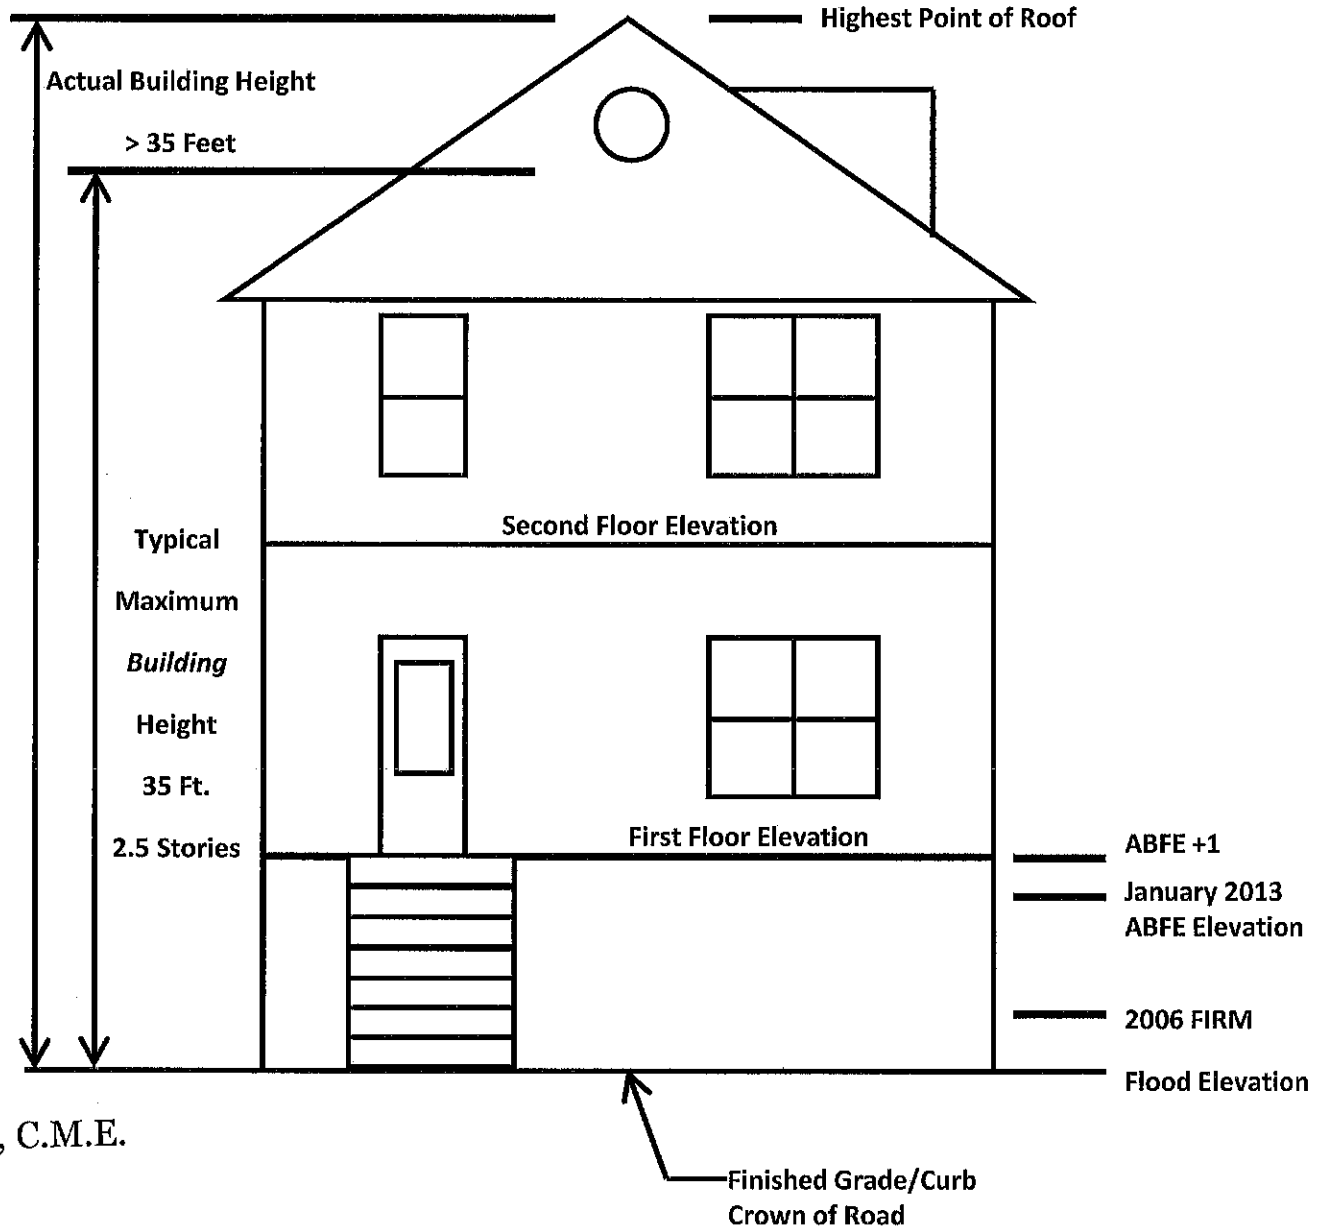 Highest Point of Roof
Actual Building Height
> 35 Feet
Typical
Maximum
Building
Height
35 Ft.
2.5 Stories
Second Floor Elevation
First Floor Elevation
ABFE +1
January 2013
ABFE Elevation
2006 FIRM
Flood Elevation
, C.M.E.
Finished Grade/Curb
Crown of Road